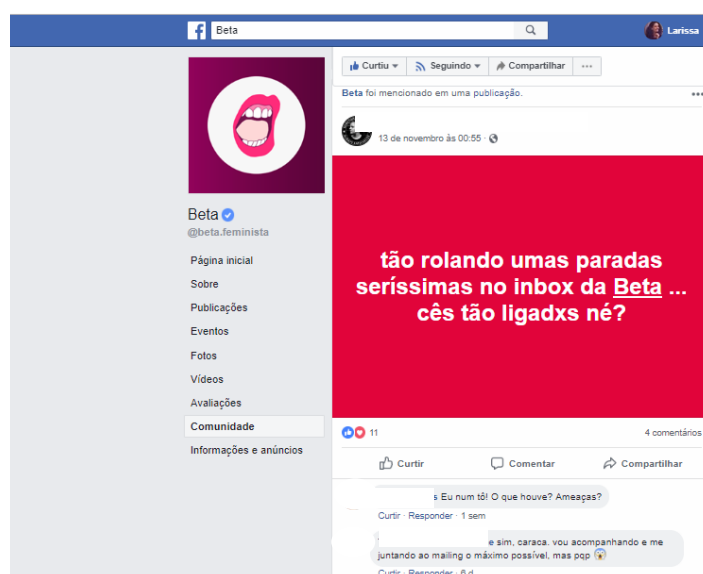 Beta
Larissa
Curtiu
Seguindo
Compartilhar
Beta foi mencionado em uma publicação.
13 de novembro às 00:55
tão rolando umas paradas
seríssimas no inbox da Beta ...
cês tão ligadxs né?
Beta
@beta.feminista
Página inicial
Sobre
Publicações
Eventos
Fotos
Vídeos
Avaliações
Comunidade
Informações e anúncios
11
4 comentários
Curtir
Comentar
Compartilhar
s Eu num tô! O que houve? Ameaças?
Curtir · Responder · 1 sem
e sim, caraca. vou acompanhando e me
juntando ao mailing o máximo possível, mas pqp
Curtir · Responder · 6 d